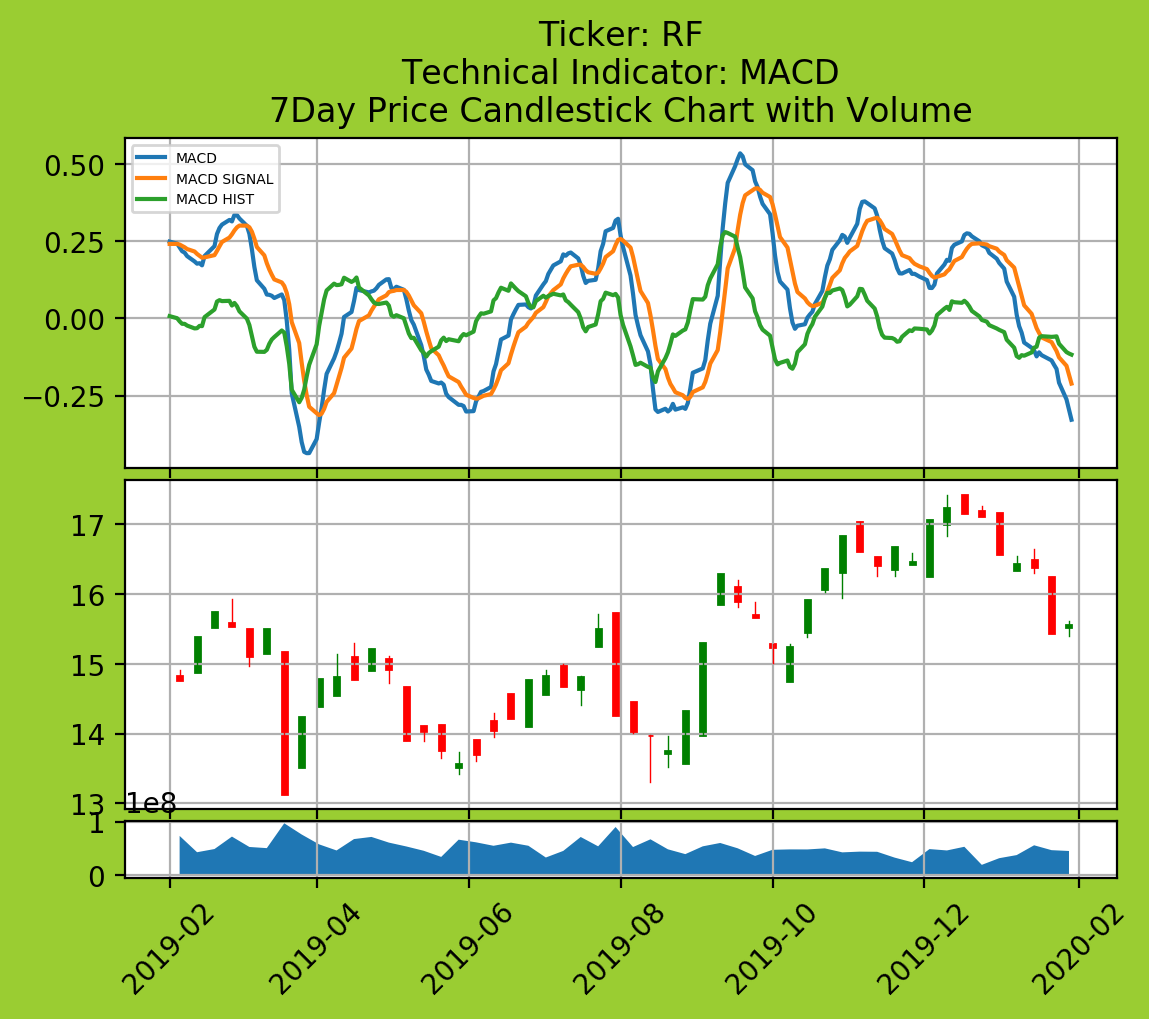 Ticker: RF
Technical Indicator: MACD
7Day Price Candlestick Chart with Volume
MACD
MACD SIGNAL
MACD HIST
0.50
0.25
0.00
−0.25
17
16
15
14
13
1e8
1
0
2019-02
2019-04
2019-06
2019-08
2019-10
2019-12
2020-02